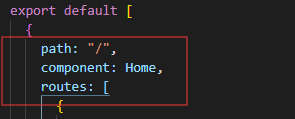 export default [
{
path: "/",
component: Home,
routes: [
{